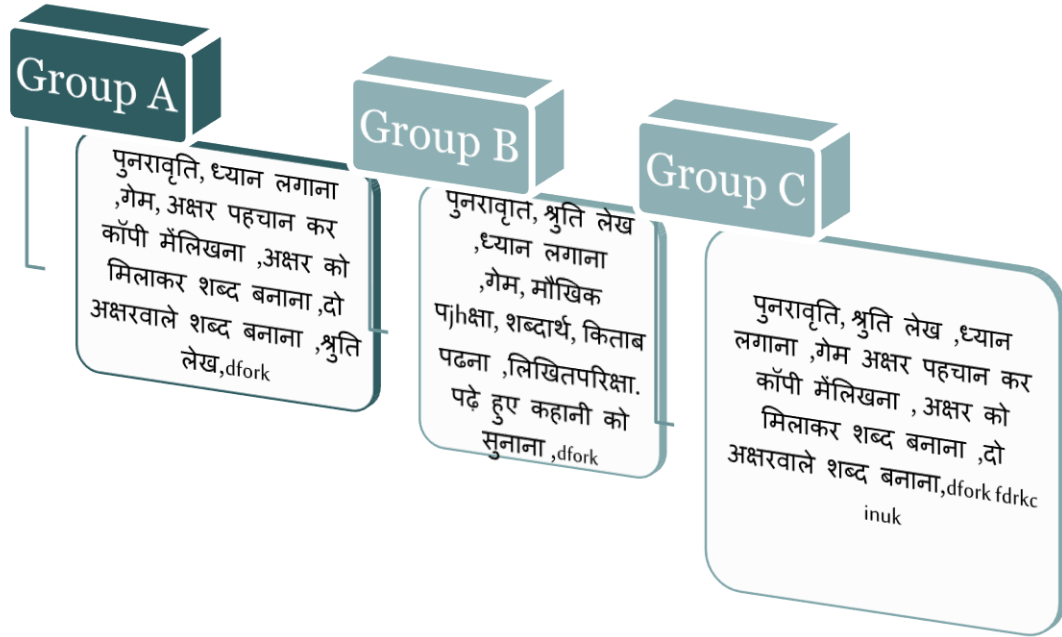 Group A
पुनरावृति, ध्यान लगाना
,गेम, अक्षर पहचान कर
कॉपी मेंलिखना ,अक्षर को
मिलाकर शब्द बनाना ,दो
अक्षरवाले शब्द बनाना ,श्रुति
लेख,dfork
Group B
पुनरावृति, श्रुति लेख
,ध्यान लगाना
,गेम, मौखिक
पjhक्षा, शब्दार्थ, किताब
पढना ,लिखितपरिक्षा.
पढ़े हुए कहानी को
सुनाना ,dfork
Group C
पुनरावृति, श्रुति लेख ,ध्यान
लगाना ,गेम अक्षर पहचान कर
कॉपी मेंलिखना , अक्षर को
मिलाकर शब्द बनाना ,दो
अक्षरवाले शब्द बनाना,dfork fdrkc
inuk